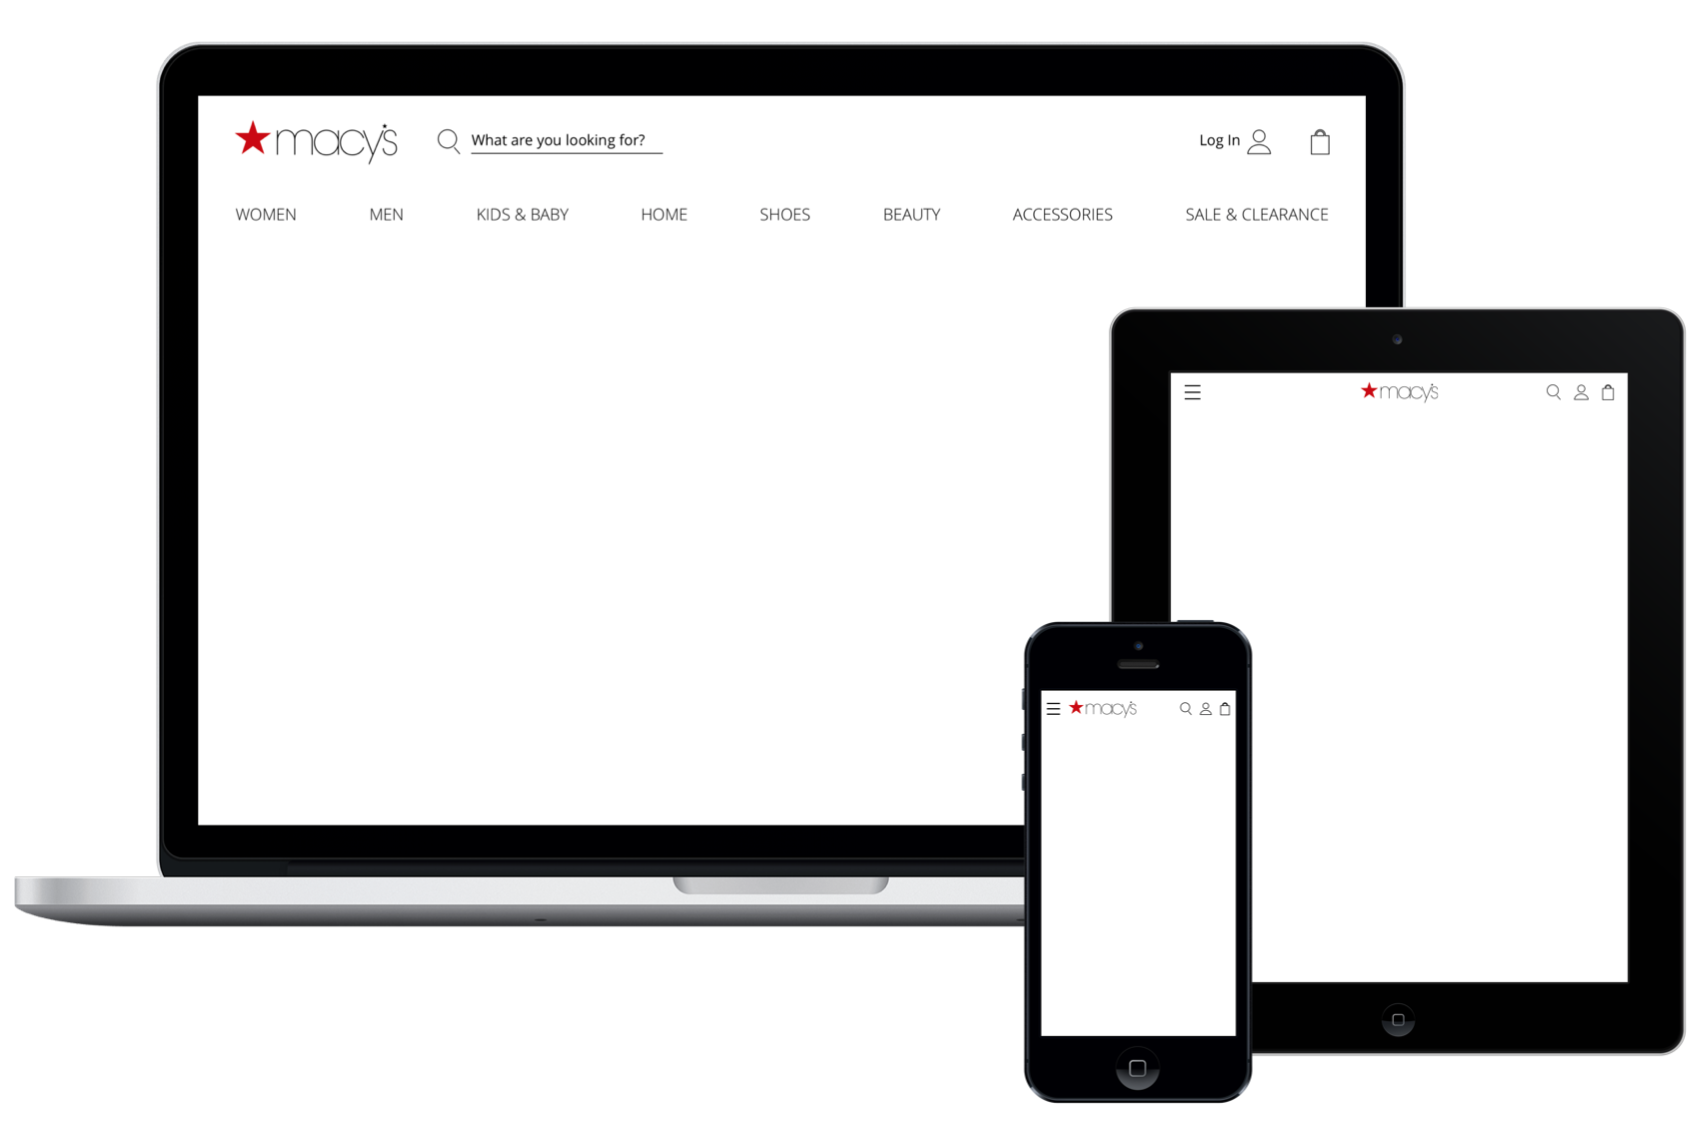 macy's What are you looking for? Log In
WOMEN MEN KIDS & BABY HOME SHOES BEAUTY ACCESSORIES SALE & CLEARANCE
macy's
macy's